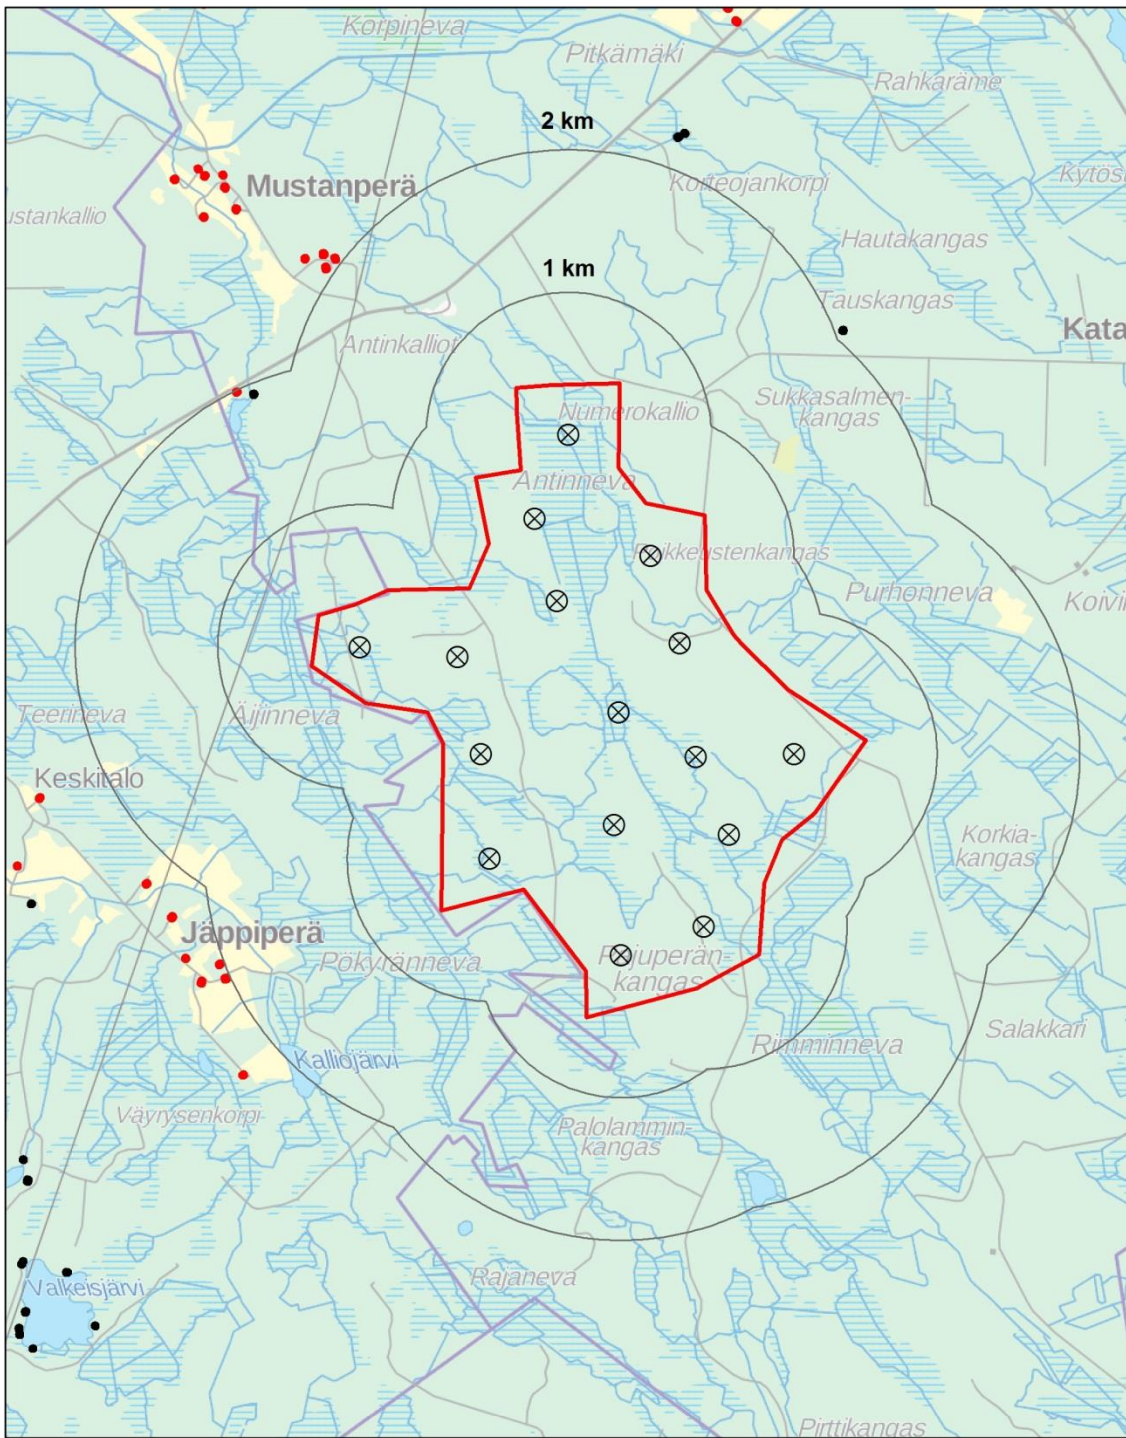 Korpineva
Pitkämäki
Rahkaräme
2 km
Mustanperä
Korteojankorpi
Kytös
ustankallio
Hautakangas
1 km
Tauskangas
Kata
Antinkalliot
Sukkasalmen-
kangas
Numerokallio
Antinneva
Purhonneva
Koivi
Teerineva
Äijinneva
Keskitalo
Korkia-
kangas
Jäppiperä
Pökyränneva
kangas
Salakkari
Rimminneva
Kalliojärvi
Väyrysenkorpi
Palolammin-
kangas
Valkeisjärvi
Rajaneva
Pirttikangas